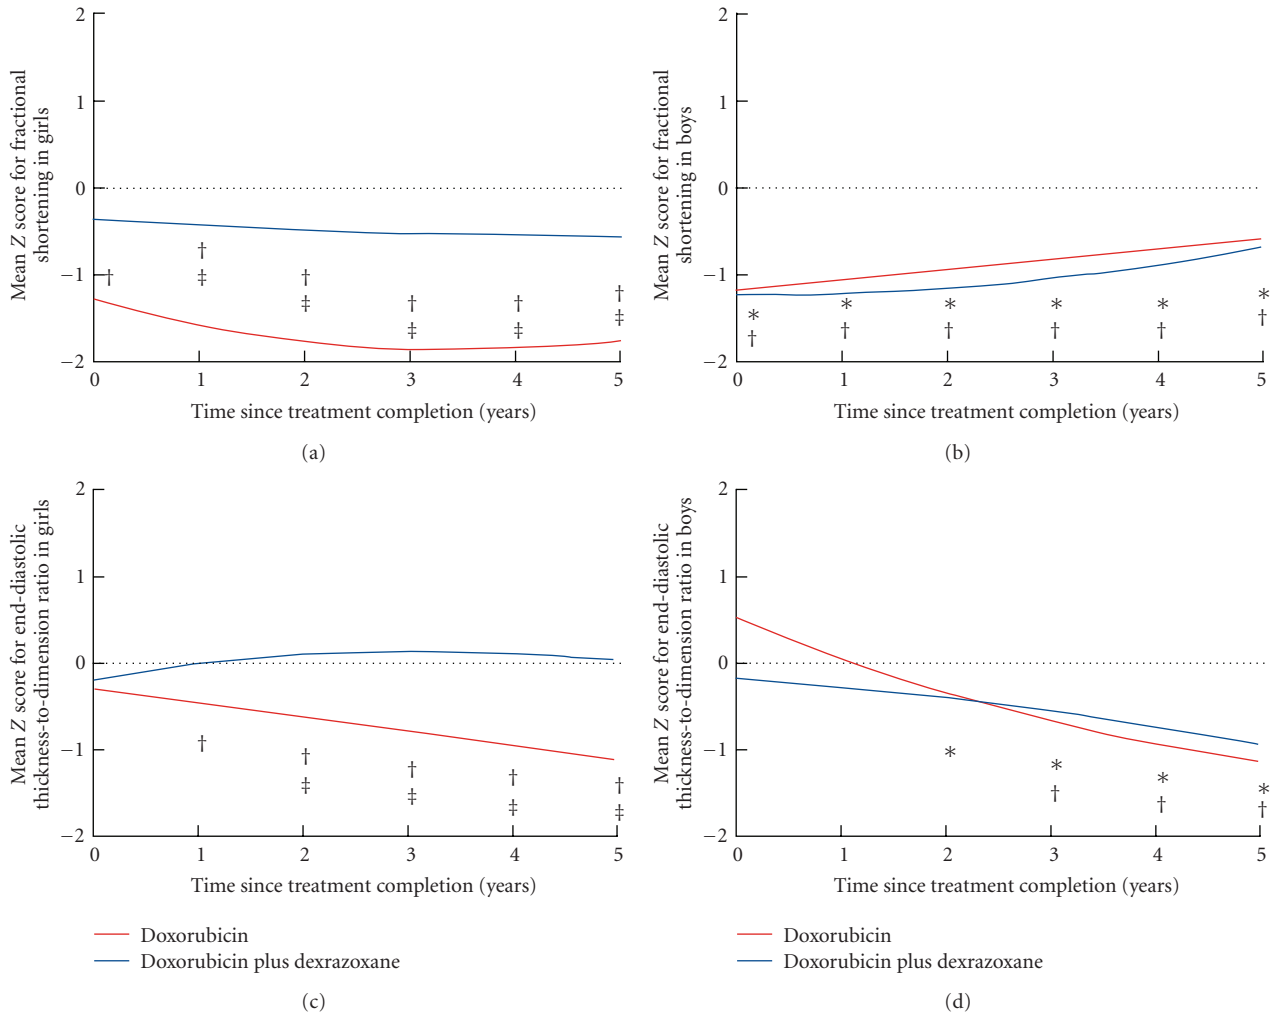 Mean Z score for fractional
shortening in girls
2
1
0
−1
−2
† † † † † †
‡ ‡ ‡ ‡ ‡
0 1 2 3 4 5
Time since treatment completion (years)
(a)
Mean Z score for fractional
shortening in boys
2
1
0
−1
−2
* * * * * *
† † † † † †
0 1 2 3 4 5
Time since treatment completion (years)
(b)
Mean Z score for end-diastolic
thickness-to-dimension ratio in girls
2
1
0
−1
−2
† † † † †
‡ ‡ ‡ ‡
0 1 2 3 4 5
Time since treatment completion (years)
Doxorubicin
Doxorubicin plus dexrazoxane
(c)
Mean Z score for end-diastolic
thickness-to-dimension ratio in boys
2
1
0
−1
−2
* * * *
† † †
0 1 2 3 4 5
Time since treatment completion (years)
Doxorubicin
Doxorubicin plus dexrazoxane
(d)